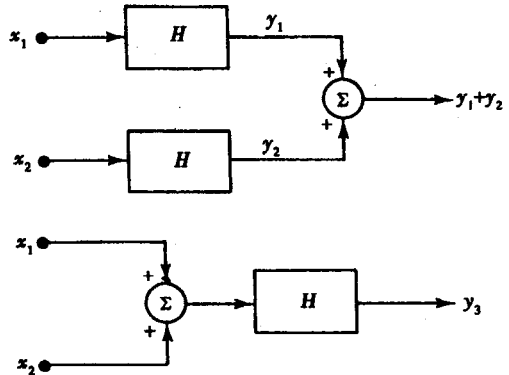 x₁ H y₁
+
Σ y₁+y₂
+
x₂ H y₂
x₁
+
Σ H y₃
+
x₂